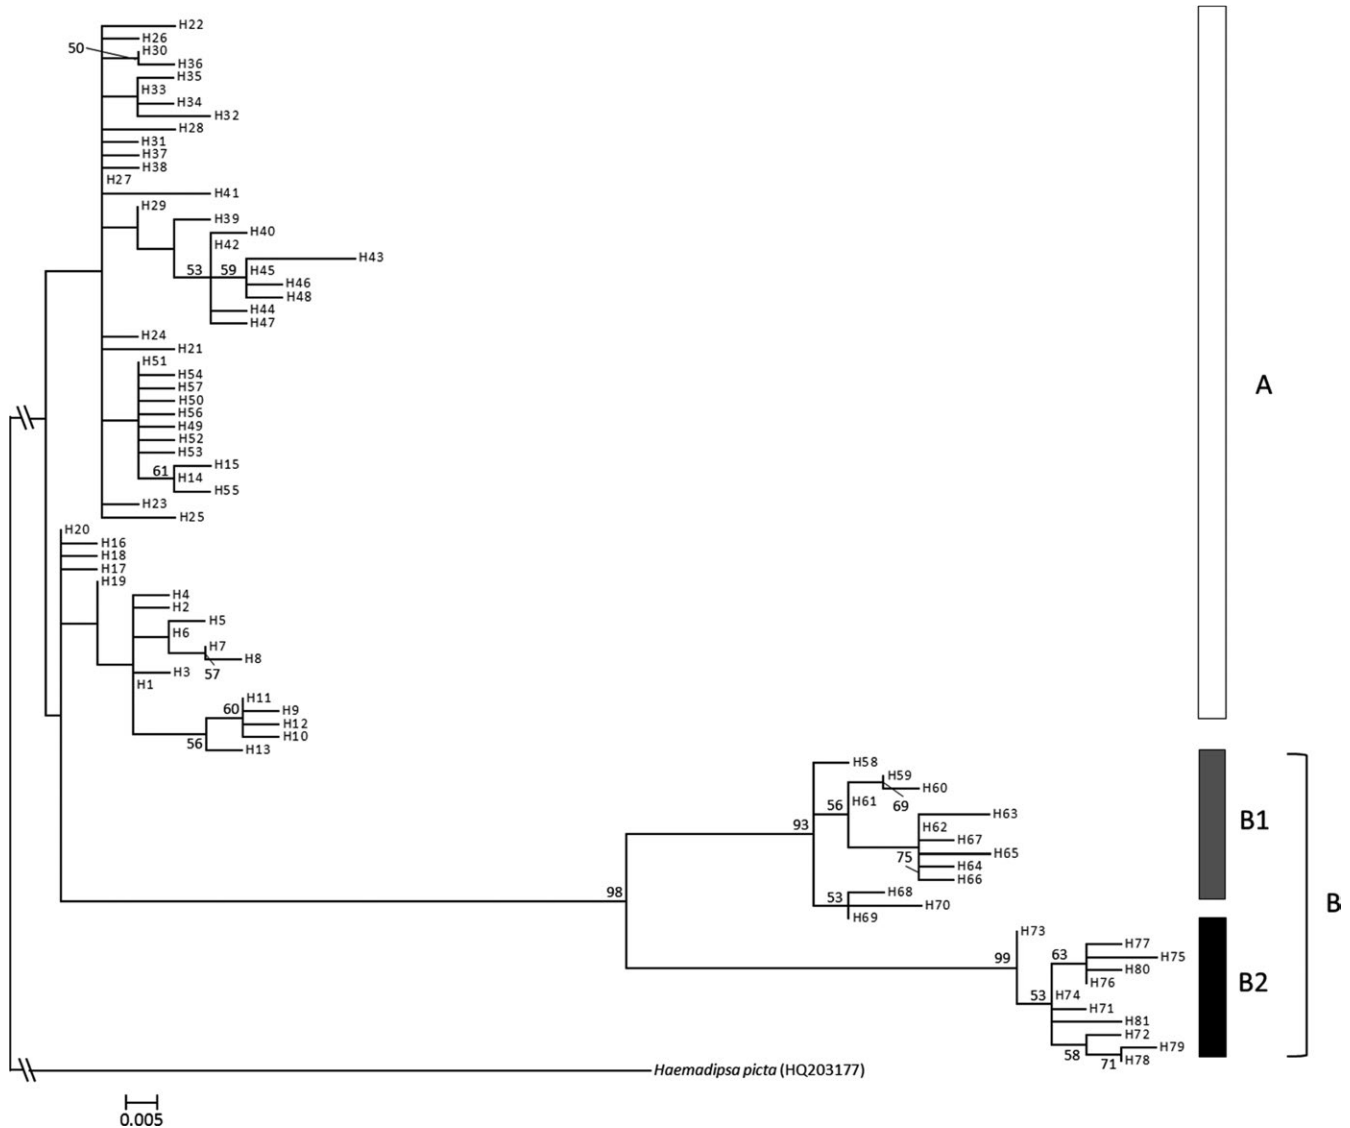 H22
H26
50
H30
H36
H35
H33
H34
H32
H28
H31
H37
H38
H27
H41
H29
H39
H40
H42
H43
53
59
H45
H46
H48
H44
H47
H24
H21
H51
H54
H57
A
H50
H56
H49
H52
H53
H15
61
H14
H55
H23
H25
H20
H16
H18
H17
H19
H4
H2
H5
H6
H7
H8
57
H3
H1
H11
60
H9
H12
H10
56
H13
H58
H59
H60
56
H61
69
H63
93
H62
B1
H67
H65
75
H64
H66
98
H68
53
H70
B
H69
H73
H77
63
H75
99
H80
H76
B2
53
H74
H71
H81
H72
58
H79
71
H78
Haemadipsa picta (HQ203177)
0.005